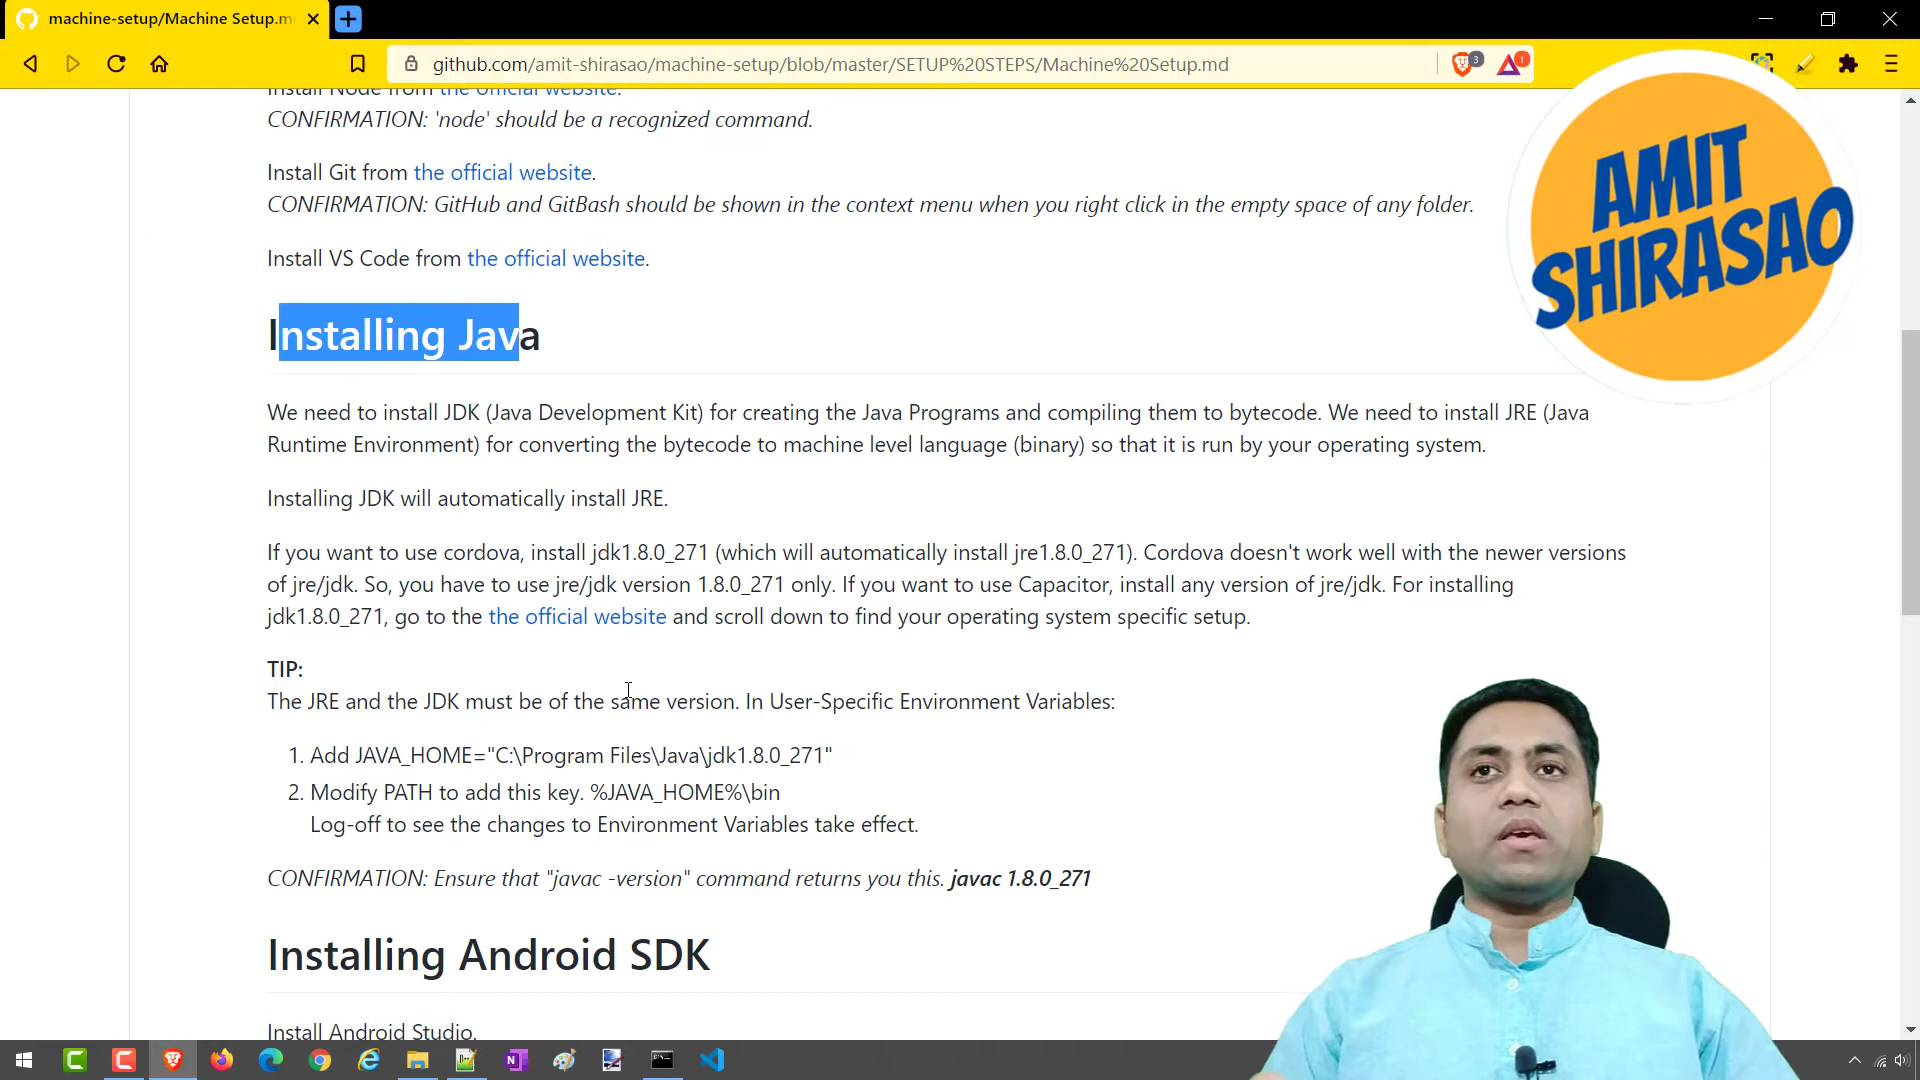 machine-setup/Machine Setup.m
github.com/amit-shirasao/machine-setup/blob/master/SETUP%20STEPS/Machine%20Setup.md
3
1
Install Node from the official website.
CONFIRMATION: 'node' should be a recognized command.
Install Git from the official website.
CONFIRMATION: GitHub and GitBash should be shown in the context menu when you right click in the empty space of any folder.
Install VS Code from the official website.
AMIT
SHIRASAO
Installing Java
We need to install JDK (Java Development Kit) for creating the Java Programs and compiling them to bytecode. We need to install JRE (Java
Runtime Environment) for converting the bytecode to machine level language (binary) so that it is run by your operating system.
Installing JDK will automatically install JRE.
If you want to use cordova, install jdk1.8.0_271 (which will automatically install jre1.8.0_271). Cordova doesn't work well with the newer versions
of jre/jdk. So, you have to use jre/jdk version 1.8.0_271 only. If you want to use Capacitor, install any version of jre/jdk. For installing
jdk1.8.0_271, go to the the official website and scroll down to find your operating system specific setup.
TIP:
The JRE and the JDK must be of the same version. In User-Specific Environment Variables:
1. Add JAVA_HOME="C:\Program Files\Java\jdk1.8.0_271"
2. Modify PATH to add this key. %JAVA_HOME%\bin
Log-off to see the changes to Environment Variables take effect.
CONFIRMATION: Ensure that "javac -version" command returns you this. javac 1.8.0_271
Installing Android SDK
Install Android Studio.